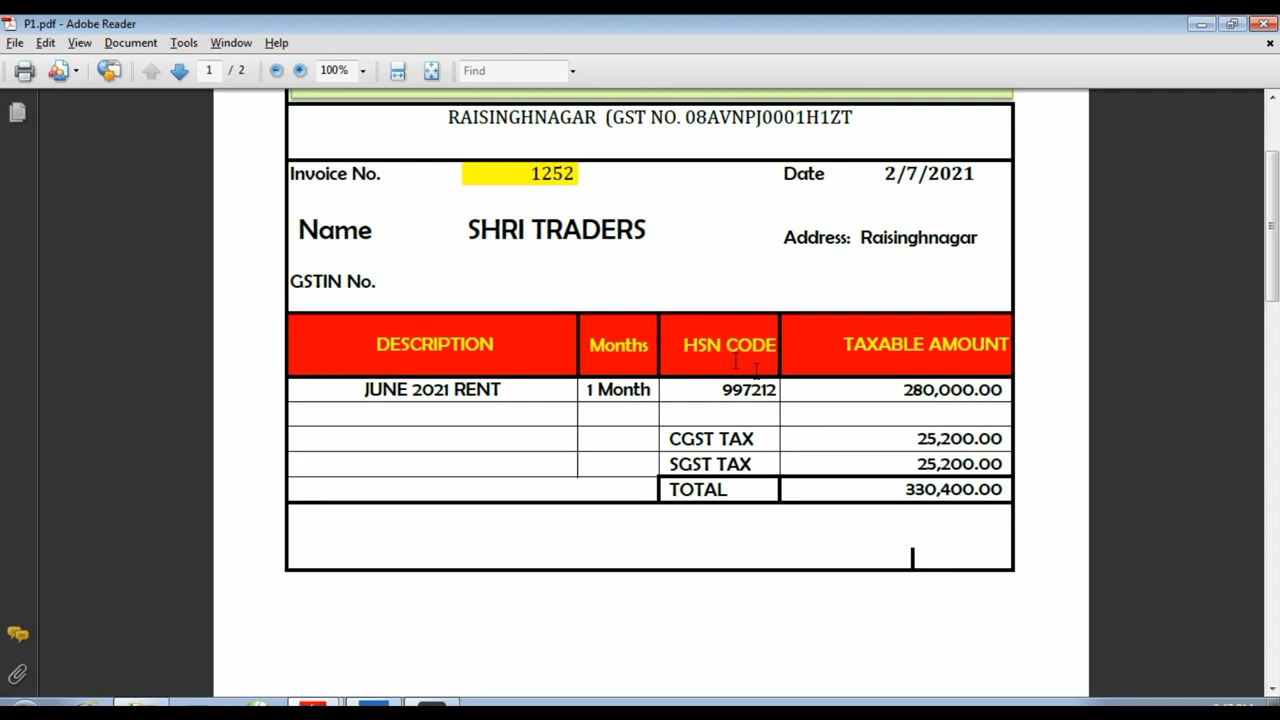 P1.pdf - Adobe Reader
File Edit View Document Tools Window Help
1 / 2 100% Find
RAISINGHNAGAR (GST NO. 08AVNPJ0001H1ZT
Invoice No. 1252 Date 2/7/2021
Name SHRI TRADERS Address: Raisinghnagar
GSTIN No.
DESCRIPTION Months HSN CODE TAXABLE AMOUNT
JUNE 2021 RENT 1 Month 997212 280,000.00
CGST TAX 25,200.00
SGST TAX 25,200.00
TOTAL 330,400.00